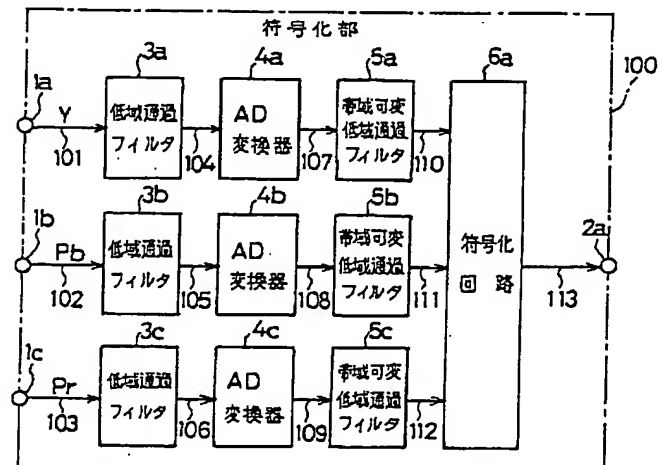 符号化部
100
1a
Y
101
3a
低域通過
フィルタ
104
4a
AD
変換器
107
5a
帯域可変
低域通過
フィルタ
110
6a
符号化
回路
113
2a
1b
Pb
102
3b
低域通過
フィルタ
105
4b
AD
変換器
108
5b
帯域可変
低域通過
フィルタ
111
1c
Pr
103
3c
低域通過
フィルタ
106
4c
AD
変換器
109
5c
帯域可変
低域通過
フィルタ
112